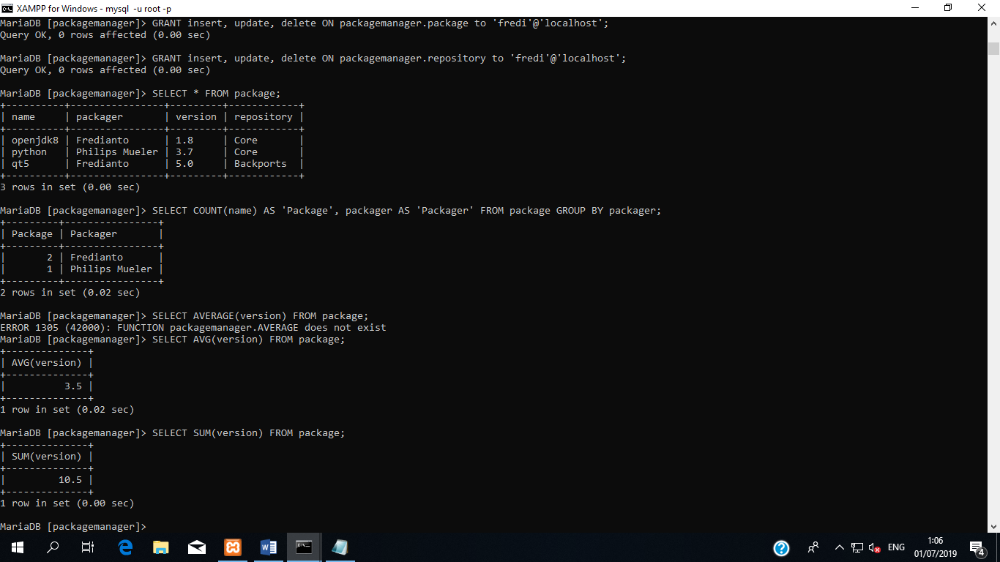 XAMPP for Windows - mysql  -u root -p
MariaDB [packagemanager]> GRANT insert, update, delete ON packagemanager.package to 'fredi'@'localhost';
Query OK, 0 rows affected (0.00 sec)
MariaDB [packagemanager]> GRANT insert, update, delete ON packagemanager.repository to 'fredi'@'localhost';
Query OK, 0 rows affected (0.00 sec)
MariaDB [packagemanager]> SELECT * FROM package;
+----------+----------------+---------+------------+
| name     | packager       | version | repository |
+----------+----------------+---------+------------+
| openjdk8 | Fredianto      | 1.8     | Core       |
| python   | Philips Mueler | 3.7     | Core       |
| qt5      | Fredianto      | 5.0     | Backports  |
+----------+----------------+---------+------------+
3 rows in set (0.00 sec)
MariaDB [packagemanager]> SELECT COUNT(name) AS 'Package', packager AS 'Packager' FROM package GROUP BY packager;
+---------+----------------+
| Package | Packager       |
+---------+----------------+
|       2 | Fredianto      |
|       1 | Philips Mueler |
+---------+----------------+
2 rows in set (0.02 sec)
MariaDB [packagemanager]> SELECT AVERAGE(version) FROM package;
ERROR 1305 (42000): FUNCTION packagemanager.AVERAGE does not exist
MariaDB [packagemanager]> SELECT AVG(version) FROM package;
+--------------+
| AVG(version) |
+--------------+
|          3.5 |
+--------------+
1 row in set (0.02 sec)
MariaDB [packagemanager]> SELECT SUM(version) FROM package;
+--------------+
| SUM(version) |
+--------------+
|         10.5 |
+--------------+
1 row in set (0.00 sec)
MariaDB [packagemanager]>
ENG
1:06
01/07/2019
4